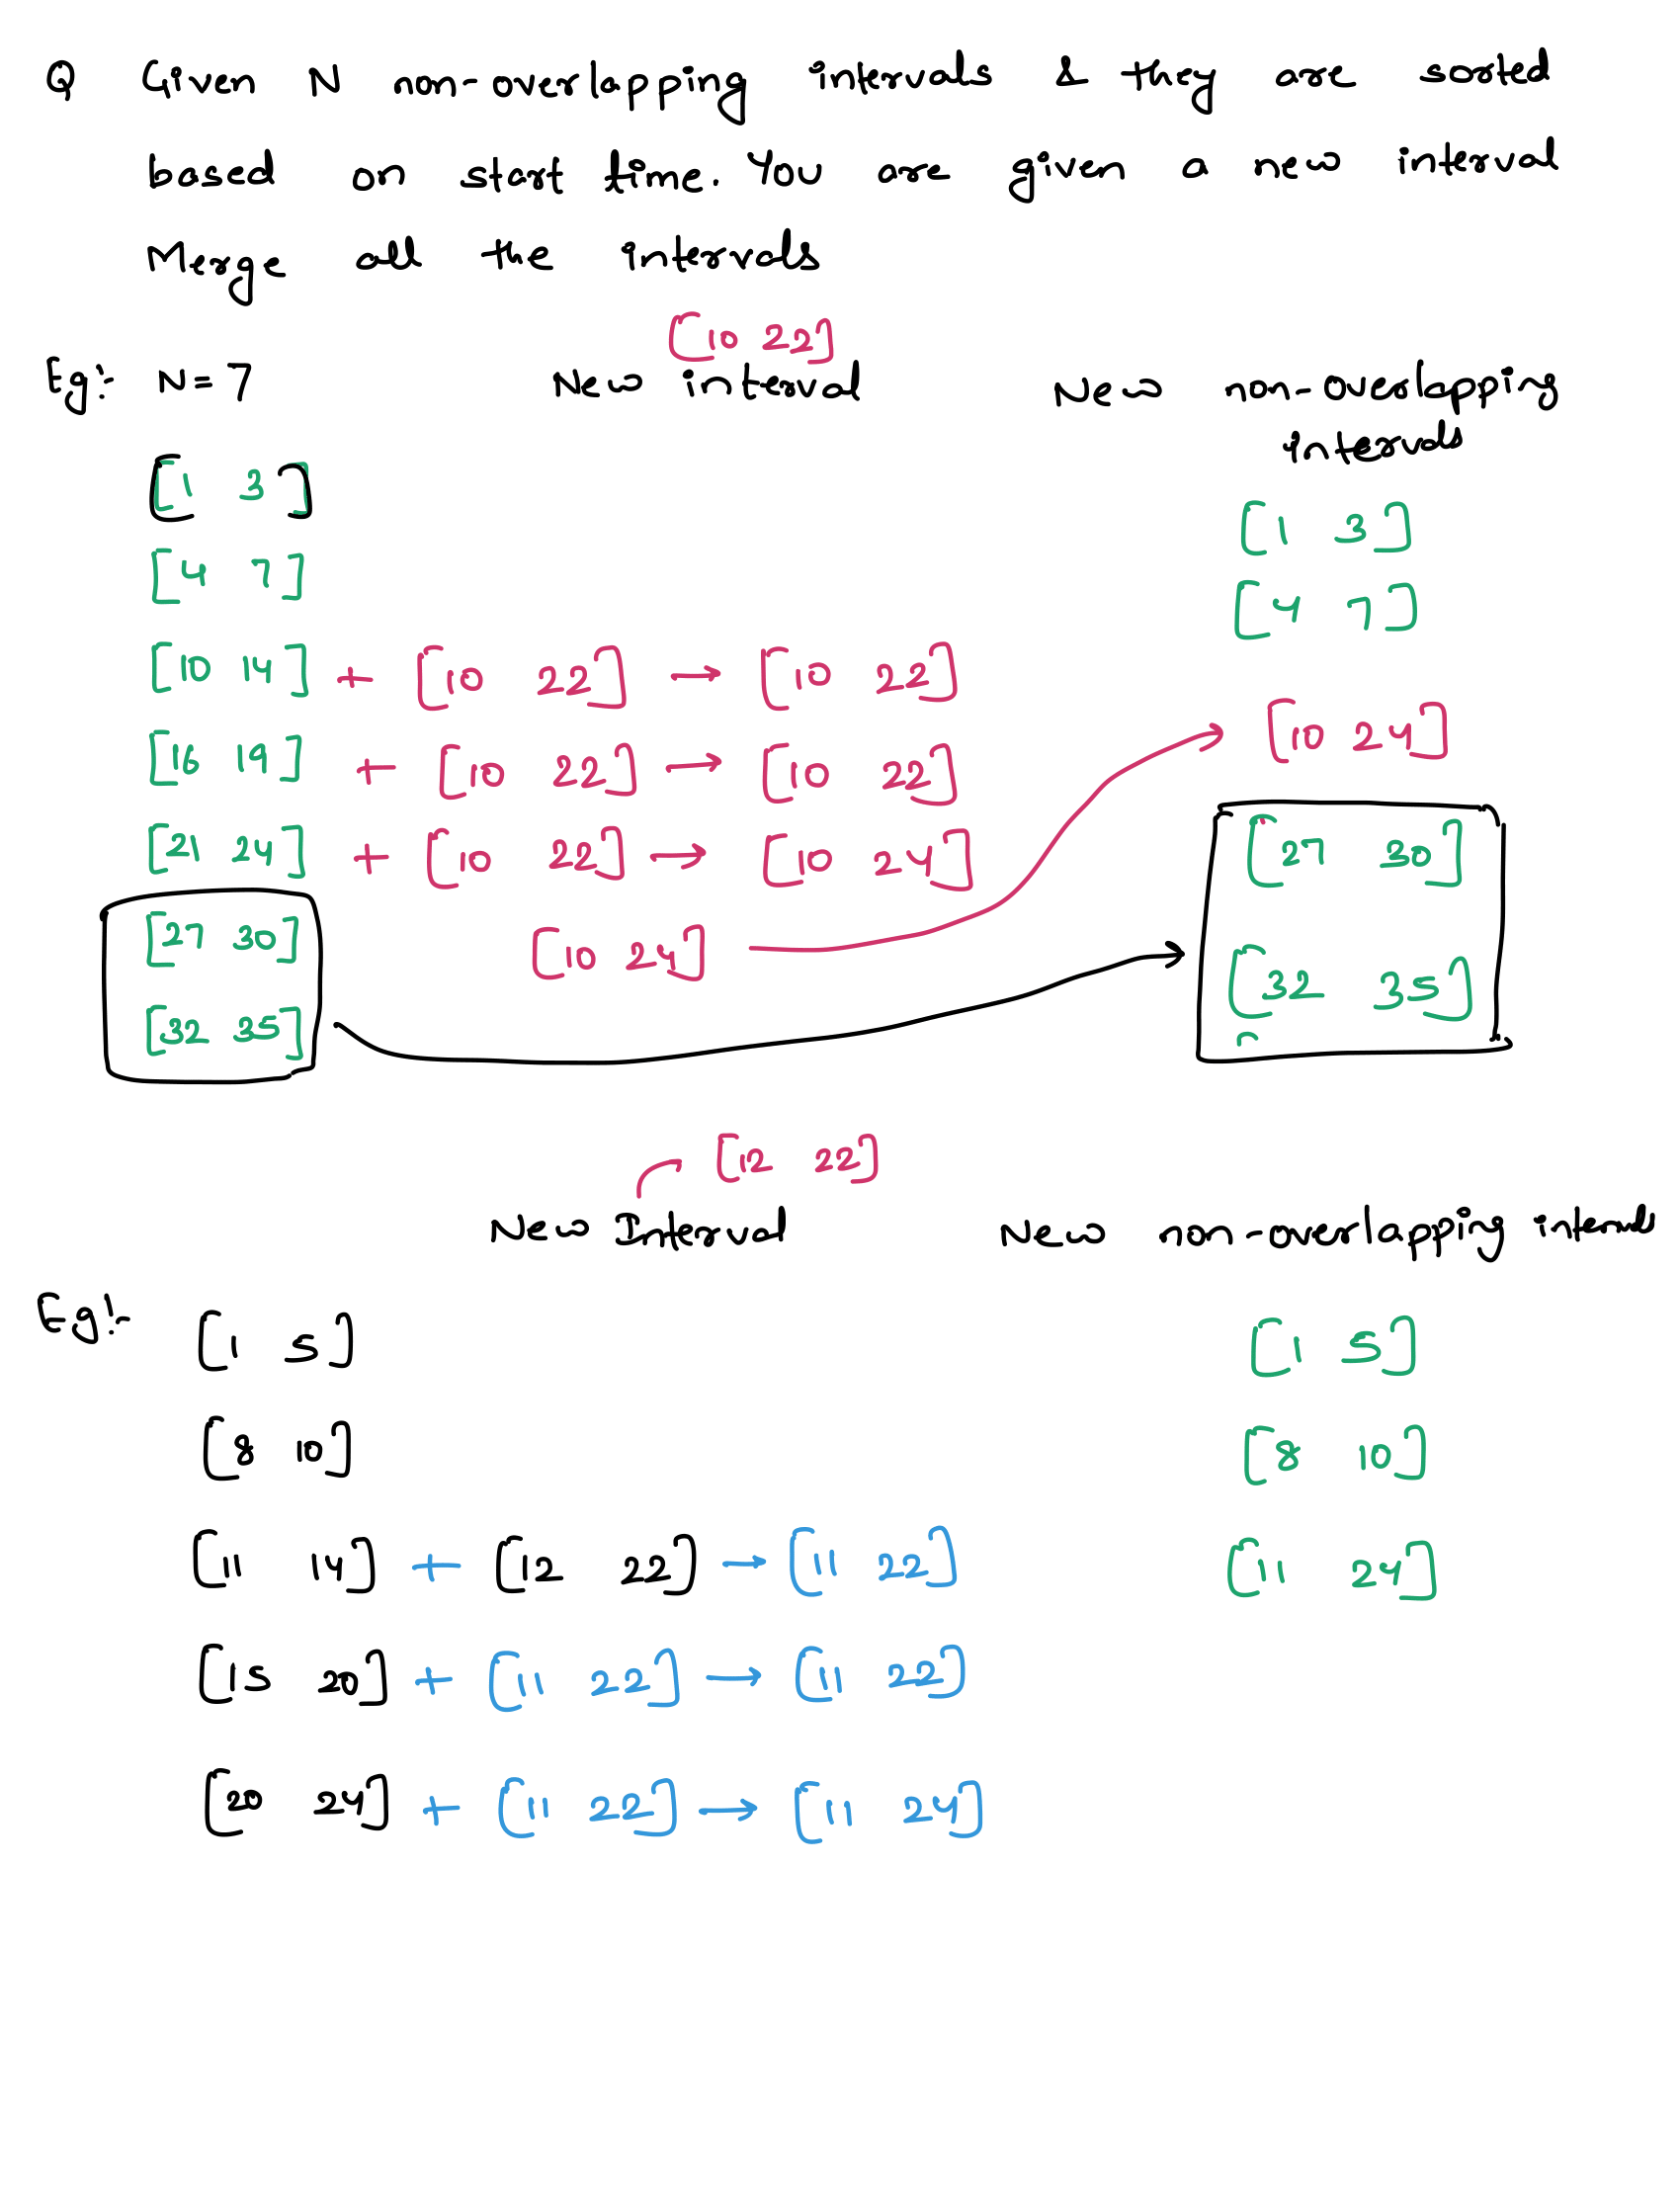 Q Given N non-overlapping intervals & they are sorted
based on start time. You are given a new interval
Merge all the intervals
[10 22]
Eg:- N=7 New interval New non-overlapping
intervals
[1 3] [1 3]
[4 7] [4 7]
[10 14] + [10 22] → [10 22]
[10 24]
[16 19] + [10 22] → [10 22]
[21 24] + [10 22] → [10 24] [27 30]
[27 30] [10 24]
[32 35] [32 35]
[12 22]
New Interval New non-overlapping intervals
Eg:- [1 5] [1 5]
[8 10] [8 10]
[11 14] + [12 22] → [11 22] [11 24]
[15 20] + [11 22] → [11 22]
[20 24] + [11 22] → [11 24]